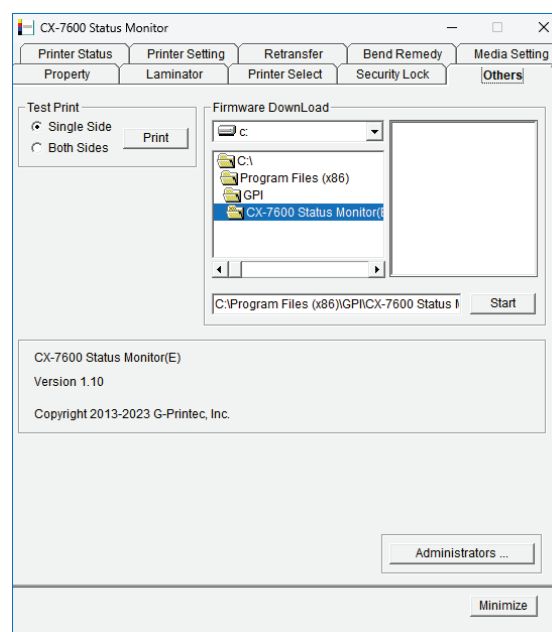 CX-7600 Status Monitor
Printer Status Printer Setting Retransfer Bend Remedy Media Setting
Property Laminator Printer Select Security Lock Others
Test Print
Single Side
Both Sides
Print
Firmware DownLoad
c:
C:\
Program Files (x86)
GPI
CX-7600 Status Monitor(E
C:\Program Files (x86)\GPI\CX-7600 Status M
Start
CX-7600 Status Monitor(E)
Version 1.10
Copyright 2013-2023 G-Printec, Inc.
Administrators ...
Minimize